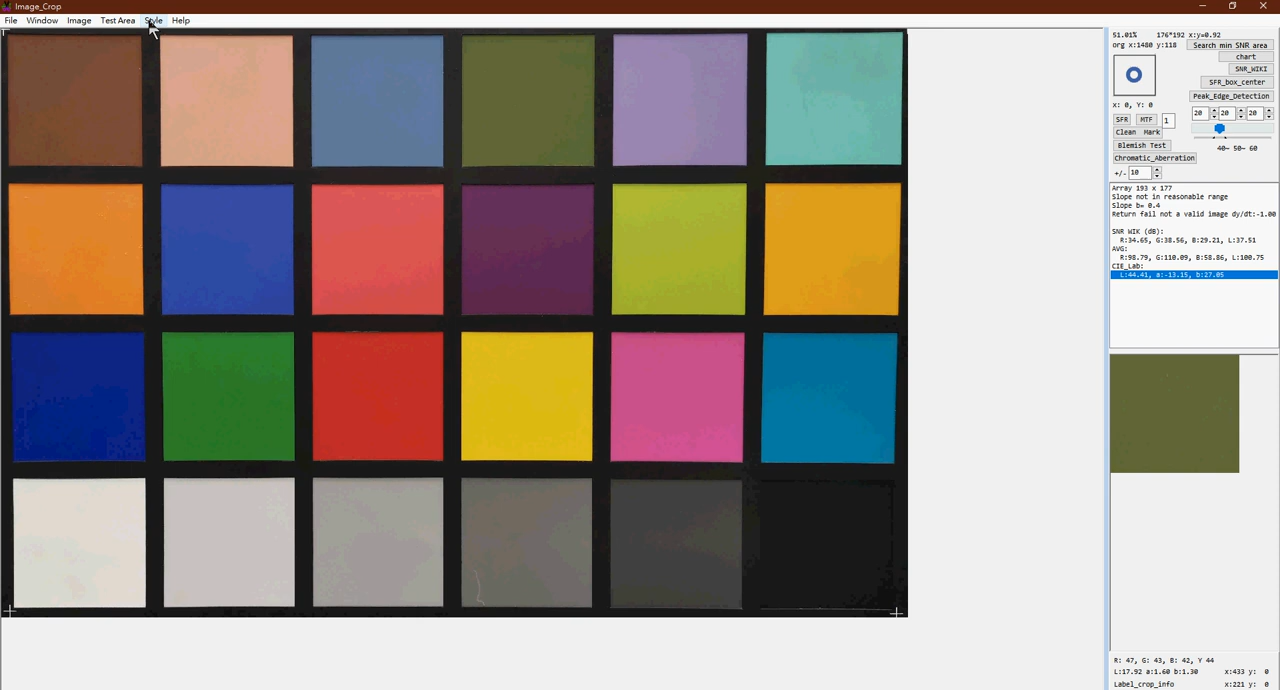 Image_Crop
File Window Image Test Area Style Help
51.01% 176*192 x:y=0.92
org x:1480 y:118
Search min SNR area
chart
SNR_WIKI
SFR_box_center
Peak_Edge_Detection
x: 0, Y: 0
20 20 20
SFR MTF 1
Clean Mark
Blemish Test
40~ 50~ 60
Chromatic_Aberration
+/- 10
Array 193 x 177
Slope not in reasonable range
Slope b= 0.4
Return fail not a valid image dy/dt:-1.00
SNR WIK (dB):
R:34.65, G:38.56, B:29.21, L:37.51
AVG:
R:98.79, G:110.09, B:58.86, L:100.75
CIE_Lab:
L:44.41, a:-13.15, b:27.05
R: 47, G: 43, B: 42, Y 44
L:17.92 a:1.60 b:1.30 x:433 y: 0
Label_crop_info x:221 y: 0